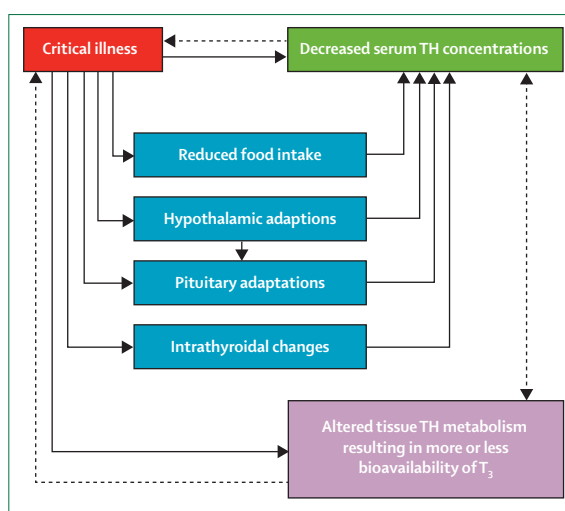 Critical illness
Decreased serum TH concentrations
Reduced food intake
Hypothalamic adaptions
Pituitary adaptations
Intrathyroidal changes
Altered tissue TH metabolism
resulting in more or less
bioavailability of T₃